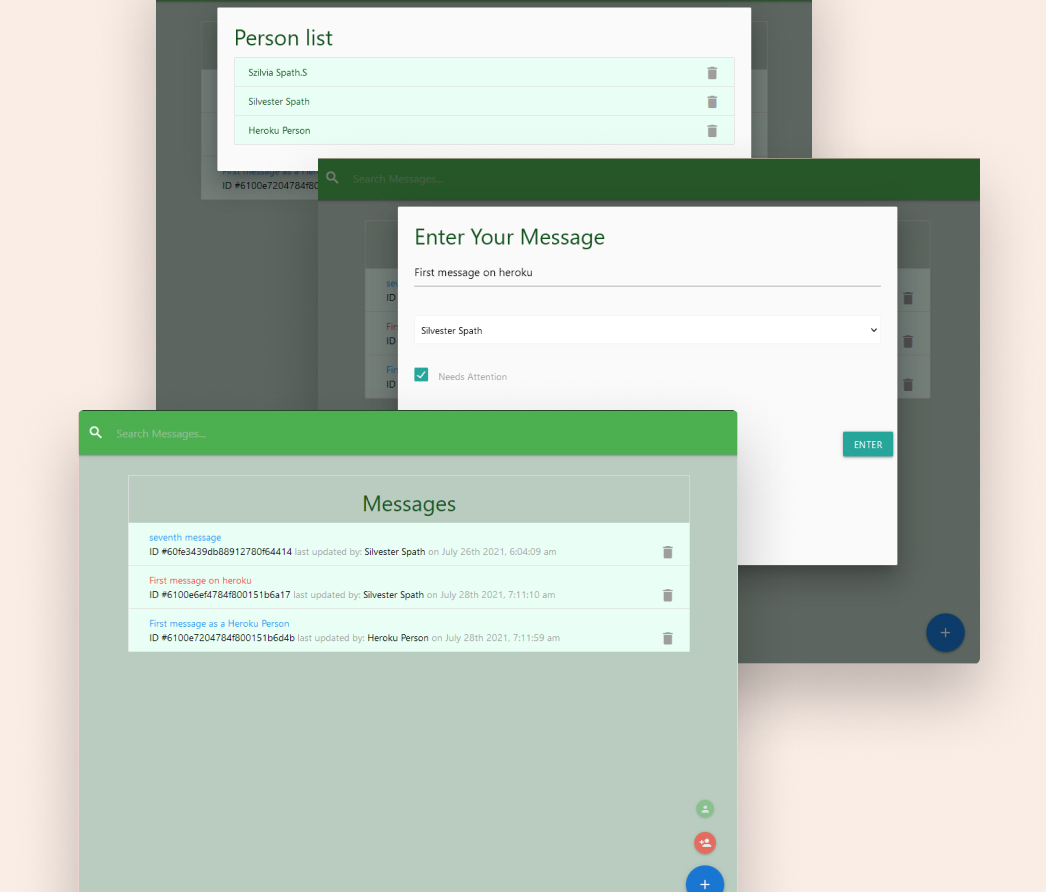 Person list
Szilvia Spath.S
Silvester Spath
Heroku Person
First message as a Her
ID #6100e7204784f80
Search Messages...
Enter Your Message
First message on heroku
sev
ID
Silvester Spath
Firs
ID
Firs
ID
Needs Attention
Search Messages...
ENTER
Messages
seventh message
ID #60fe3439db88912780f64414 last updated by: Silvester Spath on July 26th 2021, 6:04:09 am
First message on heroku
ID #6100e6ef4784f800151b6a17 last updated by: Silvester Spath on July 28th 2021, 7:11:10 am
First message as a Heroku Person
ID #6100e7204784f800151b6d4b last updated by: Heroku Person on July 28th 2021, 7:11:59 am